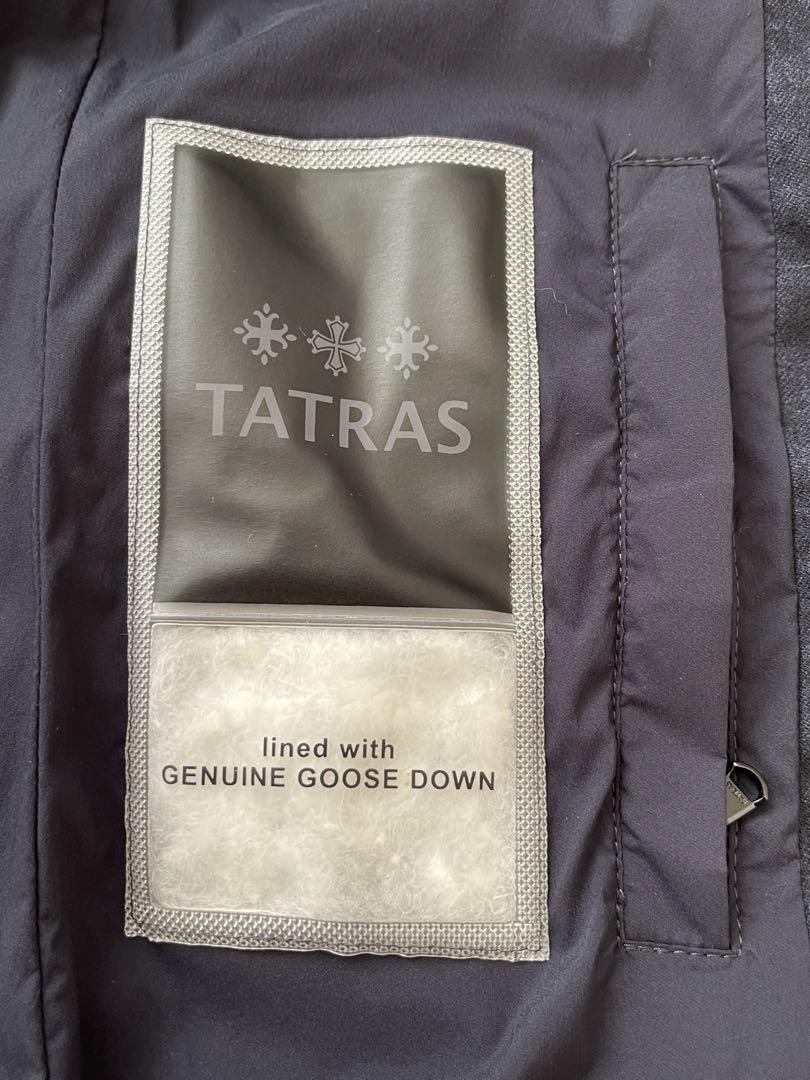 TATRAS
lined with
GENUINE GOOSE DOWN